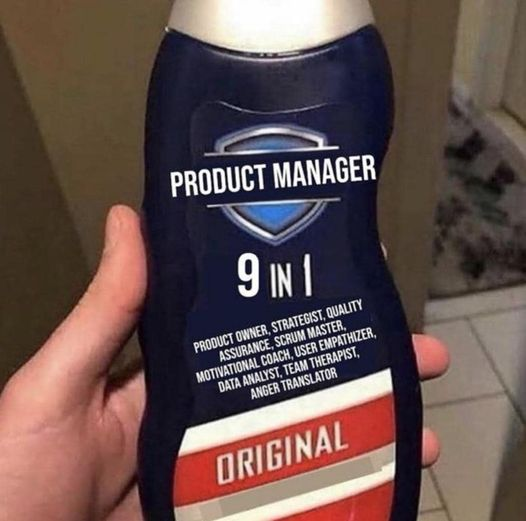 PRODUCT MANAGER
9 IN 1
PRODUCT OWNER, STRATEGIST, QUALITY
ASSURANCE, SCRUM MASTER,
MOTIVATIONAL COACH, USER EMPATHIZER,
DATA ANALYST, TEAM THERAPIST,
ANGER TRANSLATOR
ORIGINAL